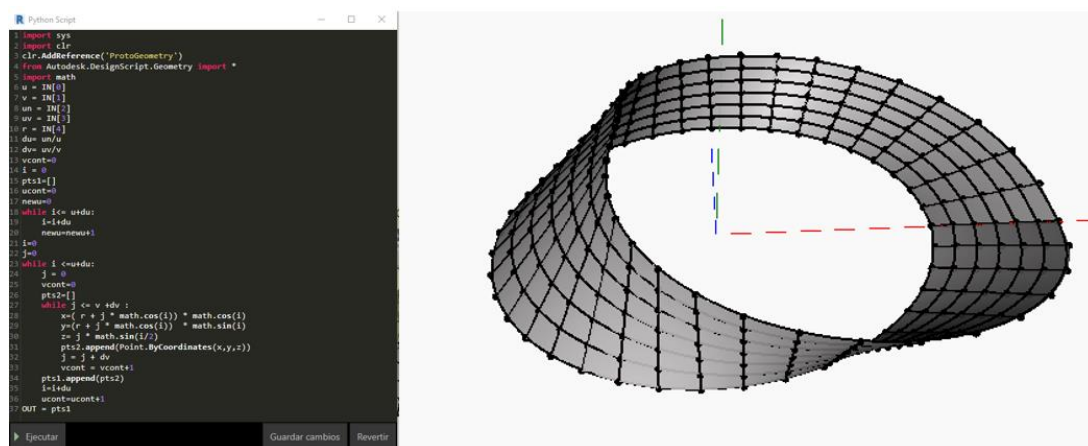 R Python Script
1 import sys
2 import clr
3 clr.AddReference('ProtoGeometry')
4 from Autodesk.DesignScript.Geometry import *
5 import math
6 u = IN[0]
7 v = IN[1]
8 un = IN[2]
9 uv = IN[3]
10 r = IN[4]
11 du= un/u
12 dv= uv/v
13 vcont=0
14 i = 0
15 pts1=[]
16 ucont=0
17 newu=0
18 while i<= u+du:
19 i=i+du
20 newu=newu+1
21 i=0
22 j=0
23 while i <=u+du:
24 j = 0
25 vcont=0
26 pts2=[]
27 while j <= v +dv :
28 x=( r + j * math.cos(i)) * math.cos(i)
29 y=(r + j * math.cos(i)) * math.sin(i)
30 z= j * math.sin(i/2)
31 pts2.append(Point.ByCoordinates(x,y,z))
32 j = j + dv
33 vcont = vcont+1
34 pts1.append(pts2)
35 i=i+du
36 ucont=ucont+1
37 OUT = pts1
Ejecutar Guardar cambios Revertir